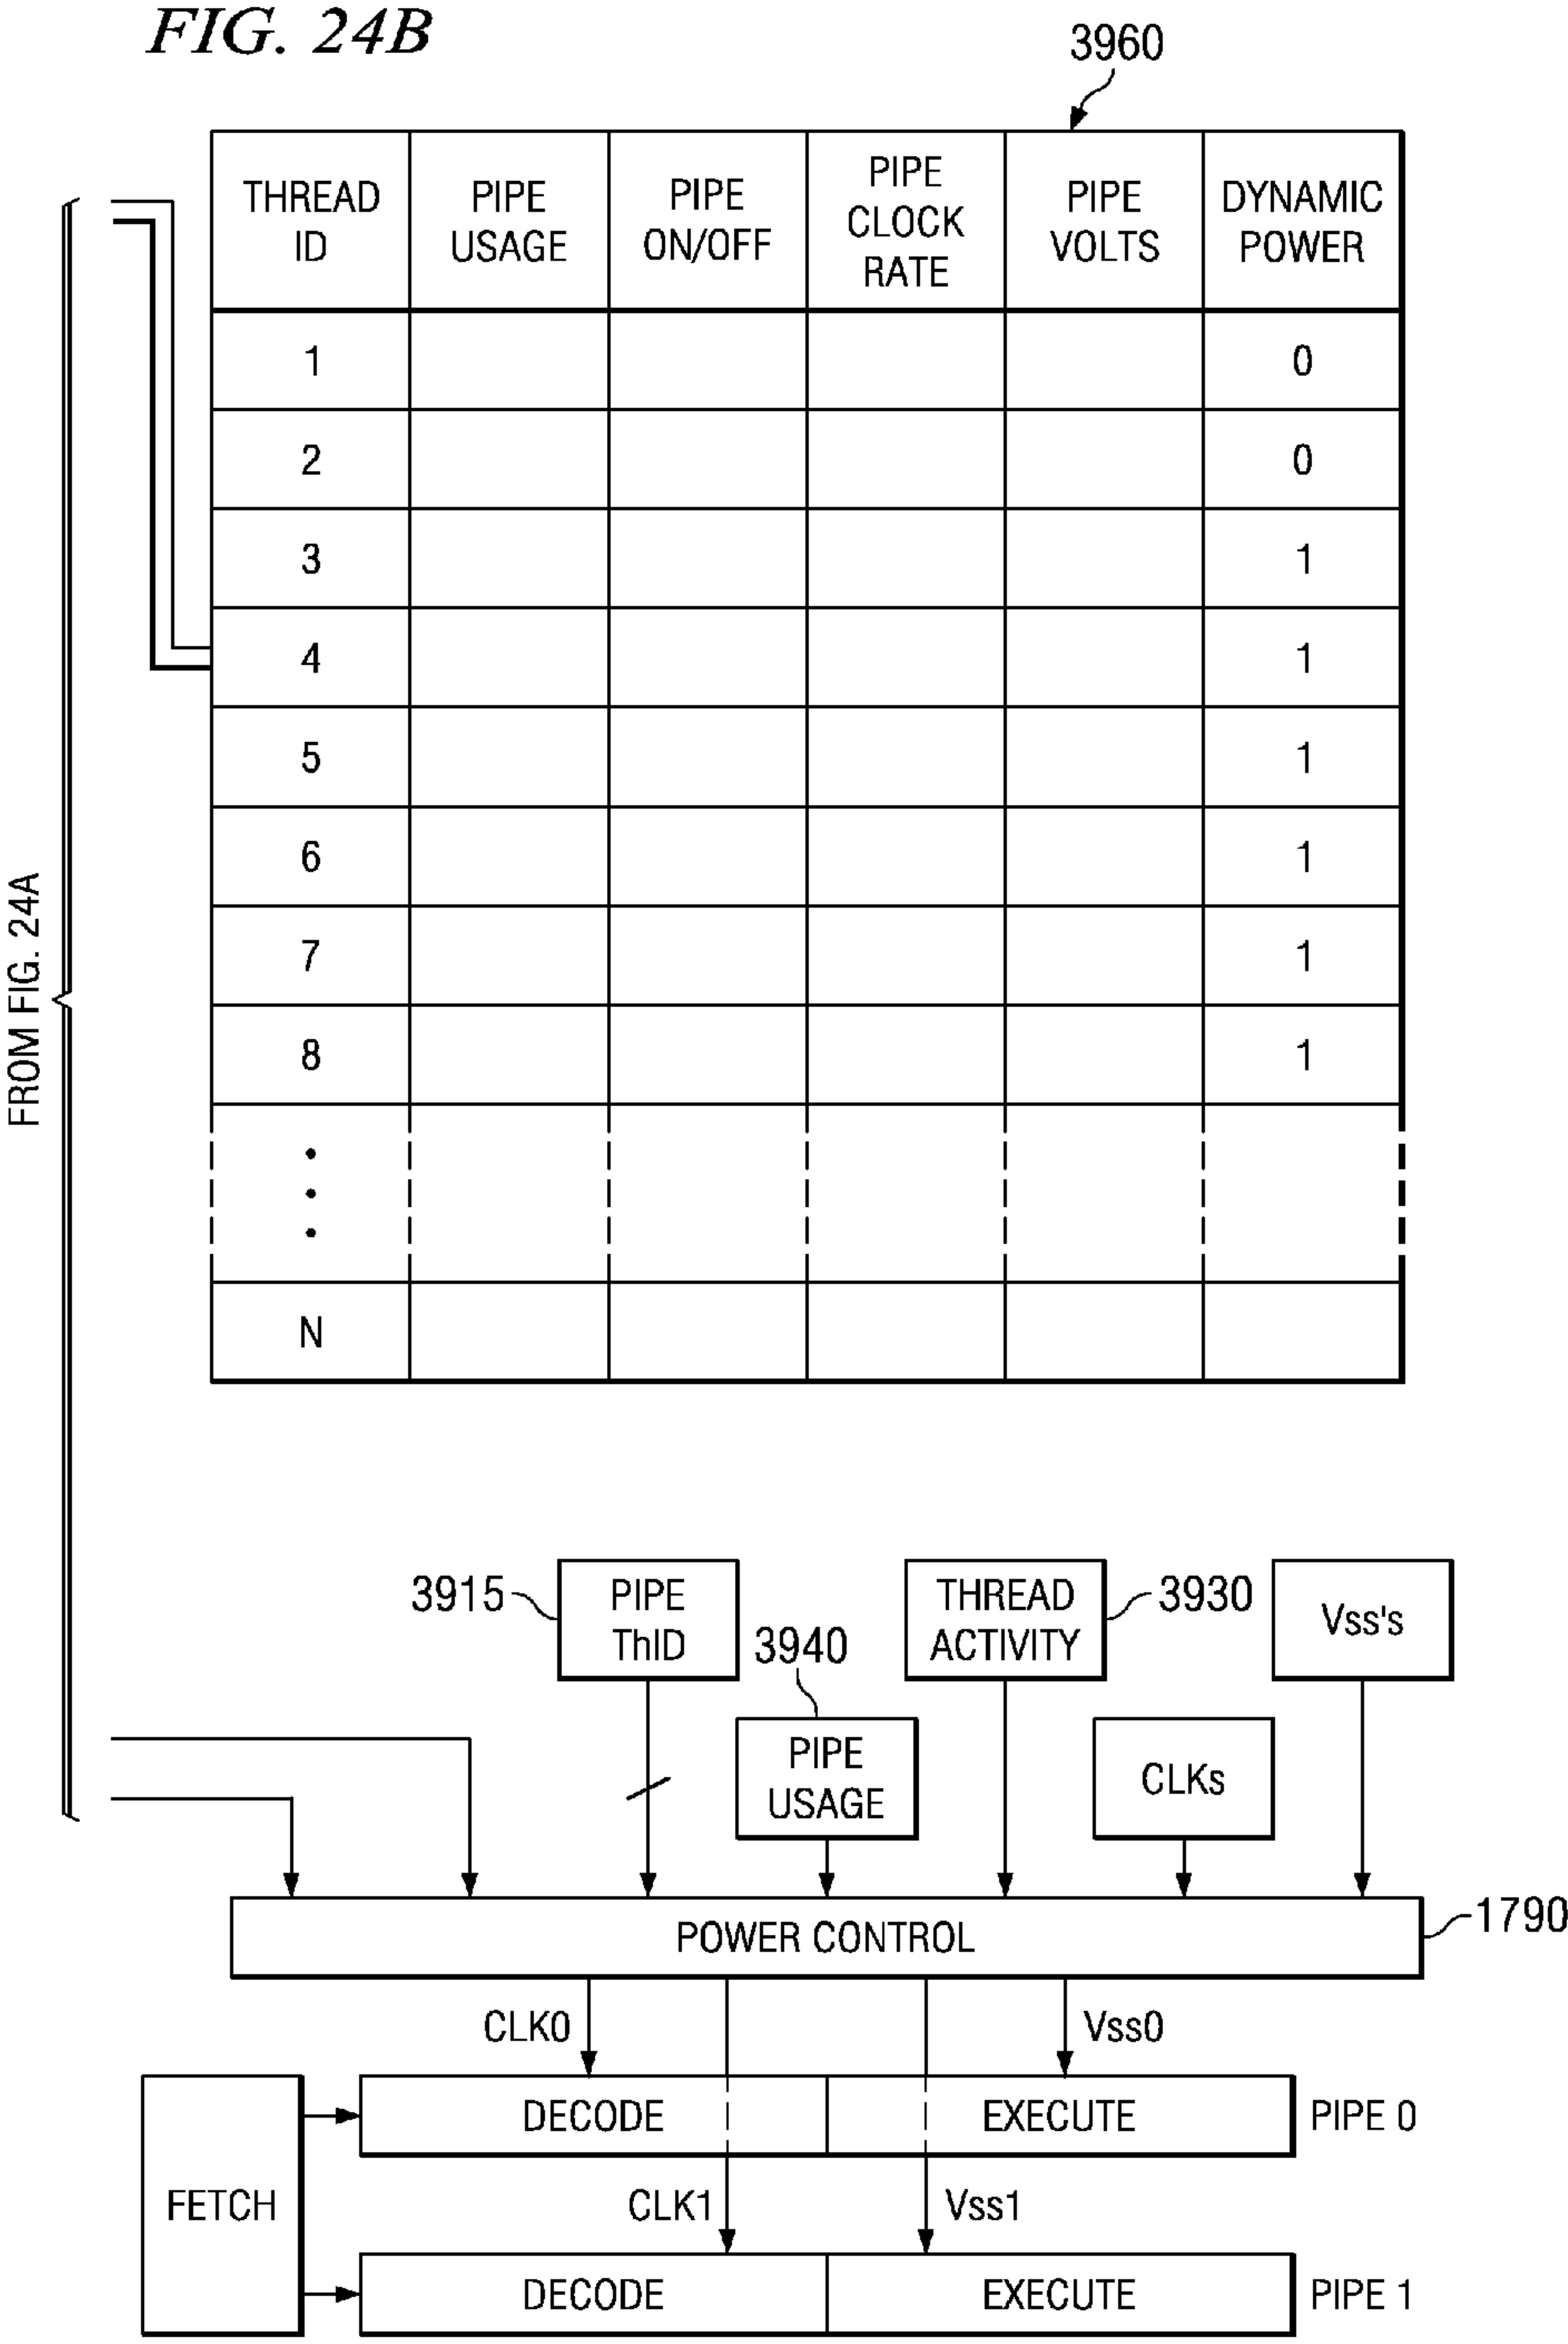 FIG. 24B
3960
THREAD ID
PIPE USAGE
PIPE ON/OFF
PIPE CLOCK RATE
PIPE VOLTS
DYNAMIC POWER
1 0
2 0
3 1
4 1
5 1
6 1
7 1
8 1
N
FROM FIG. 24A
3915
PIPE
ThID
3940
PIPE
USAGE
THREAD
ACTIVITY
3930
CLKs
Vss's
POWER CONTROL
1790
CLK0
Vss0
FETCH
DECODE
EXECUTE
PIPE 0
CLK1
Vss1
DECODE
EXECUTE
PIPE 1